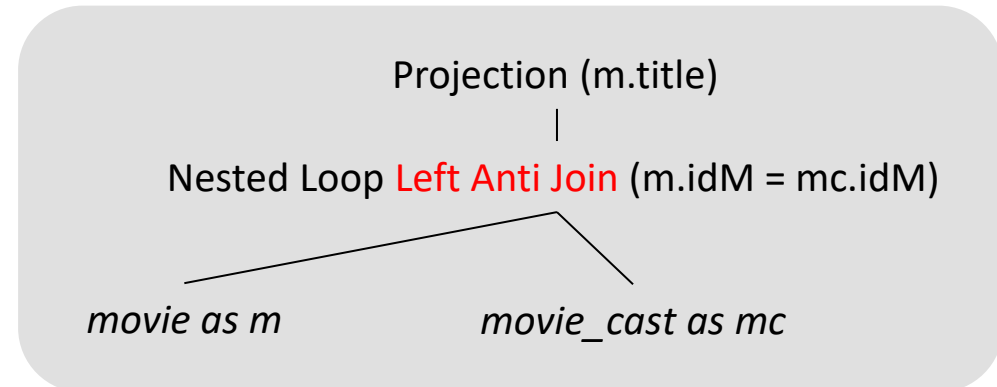 Projection (m.title)
Nested Loop Left Anti Join (m.idM = mc.idM)
movie as m
movie_cast as mc